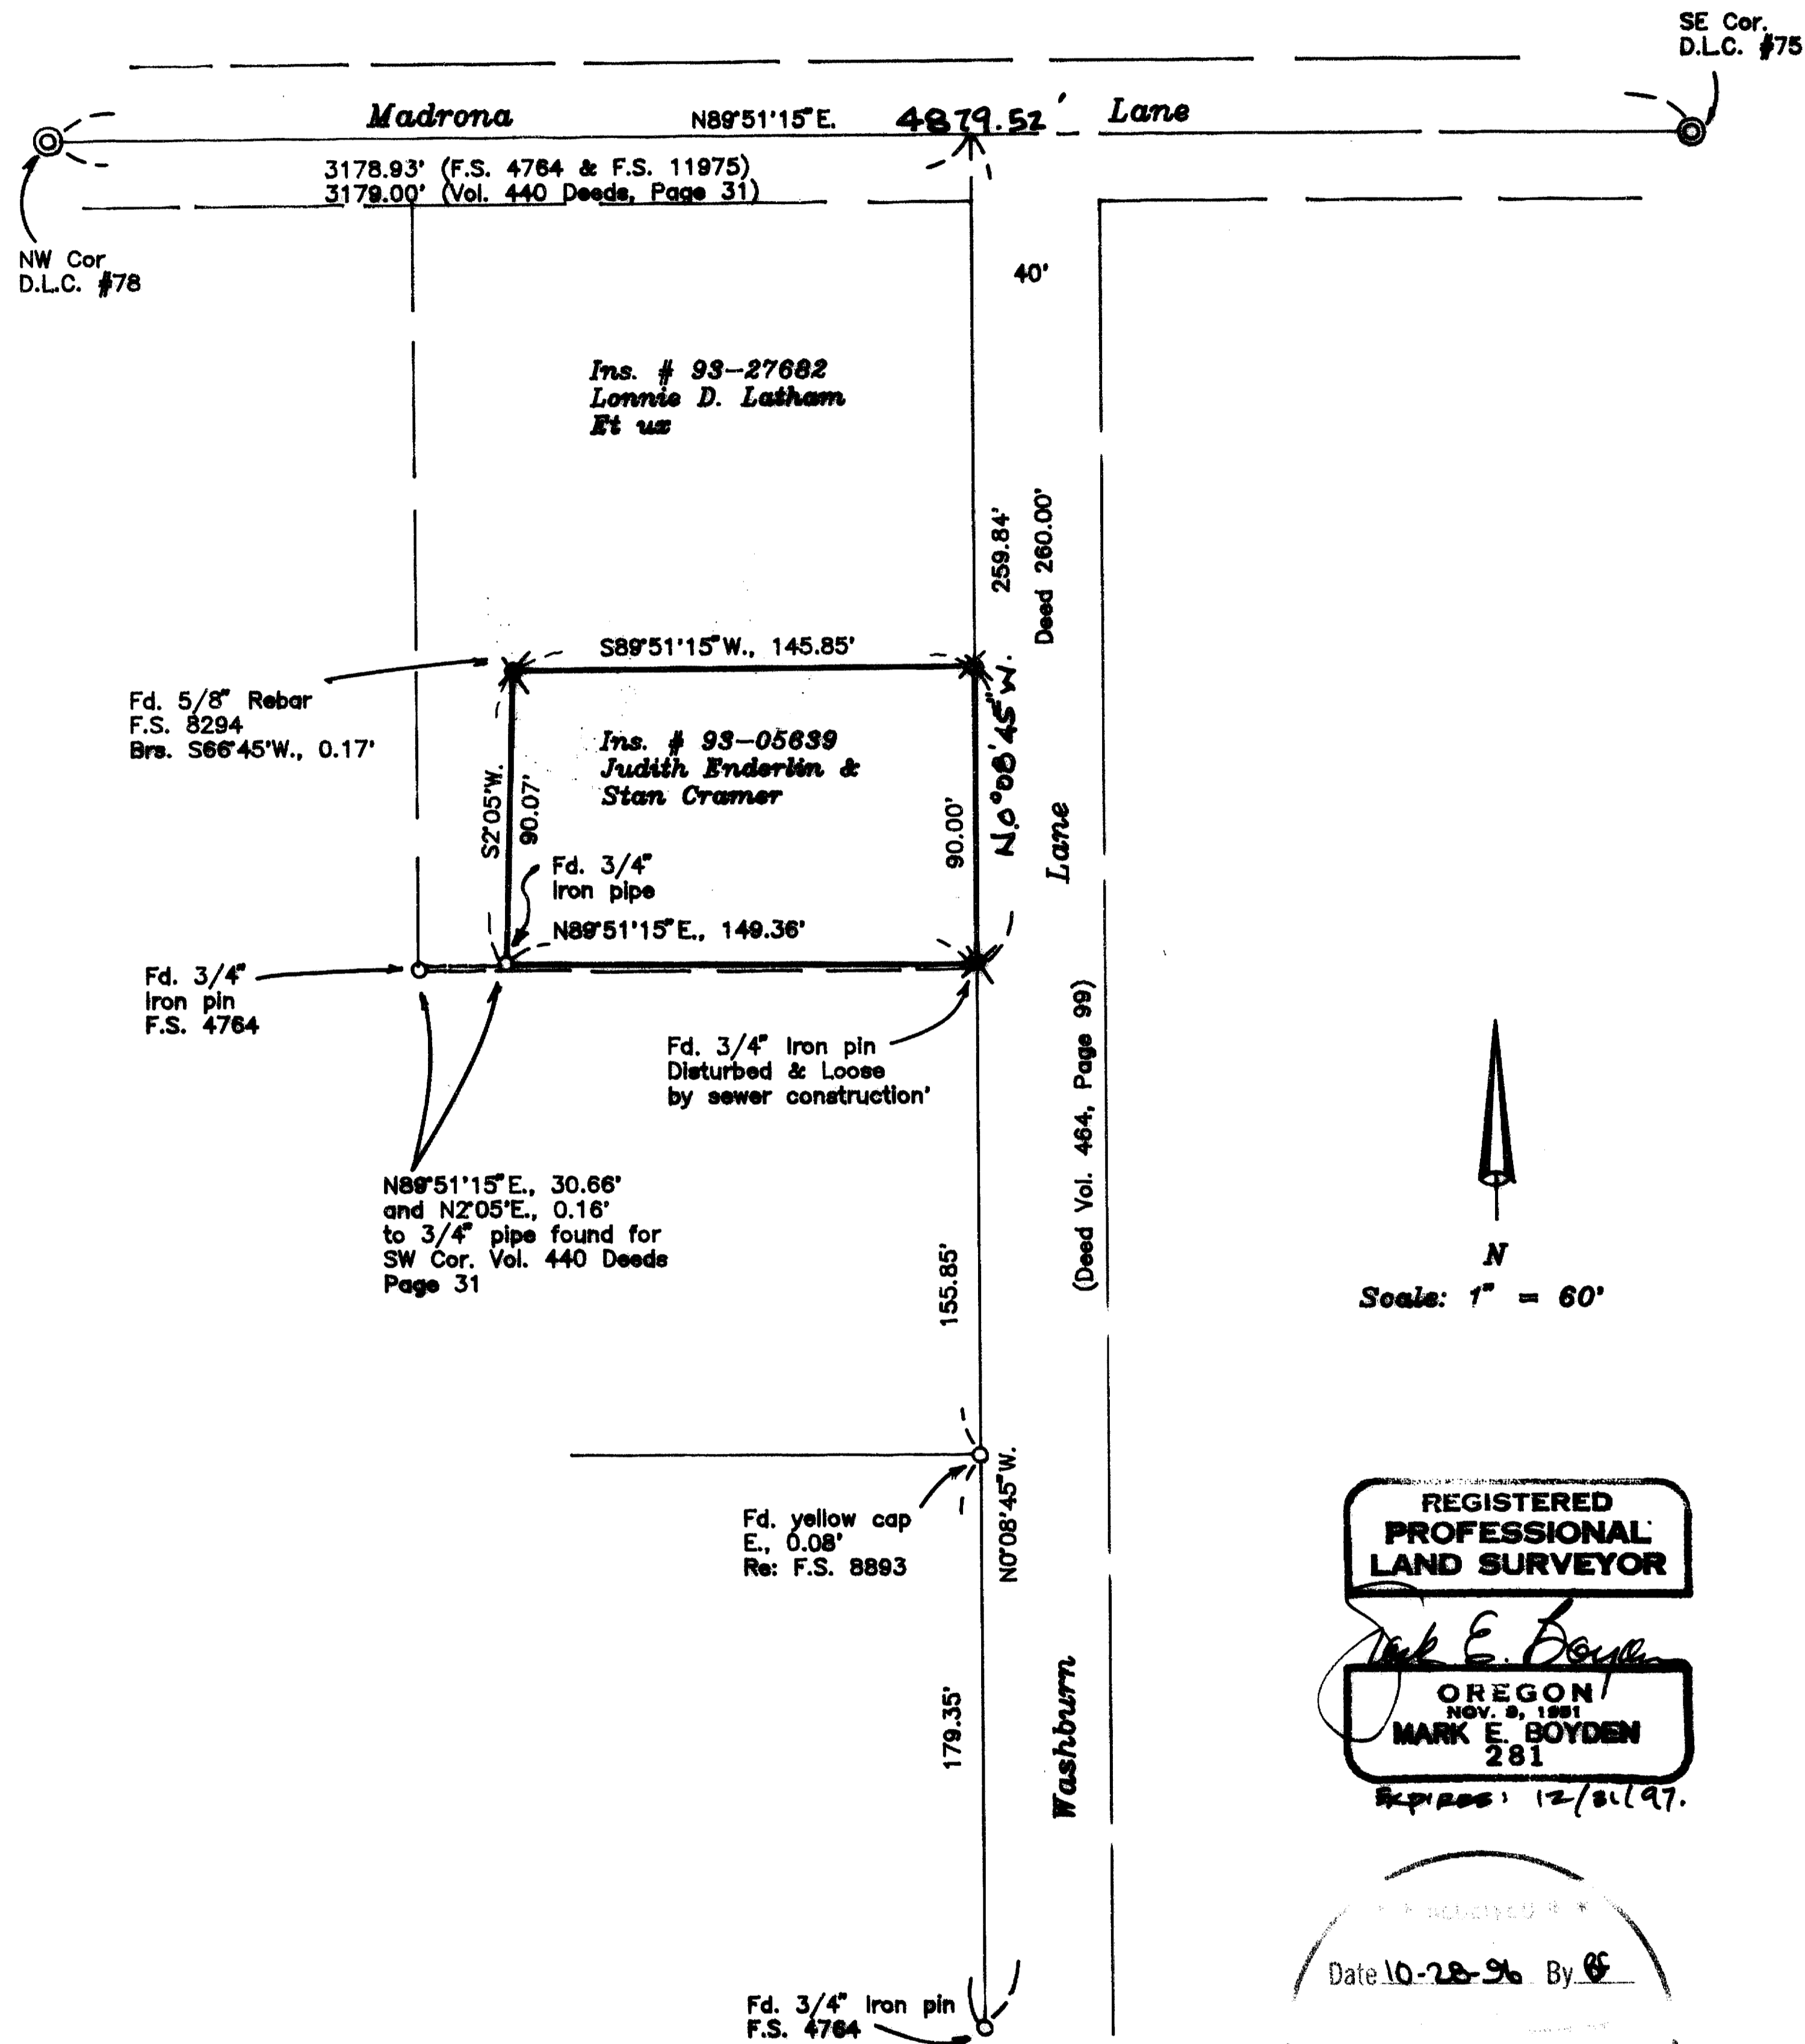 SE Cor.
D.L.C. #75
Madrona N89°51'15"E. 4879.52' Lane
3178.93' (F.S. 4764 & F.S. 11975)
3179.00' (Vol. 440 Deeds, Page 31)
NW Cor
D.L.C. #78
40'
Ins. # 93-27682
Lonnie D. Latham
Et ux
259.84'
Deed 260.00'
S89°51'15"W., 145.85'
Fd. 5/8" Rebar
F.S. 8294
Brs. S66°45'W., 0.17'
Ins. # 93-05639
Judith Enderlin &
Stan Cramer
S2°05'W.
90.07'
90.00'
N.0°08'45"W.
Lane
Fd. 3/4"
Iron pipe
N89°51'15"E., 149.36'
Fd. 3/4"
Iron pin
F.S. 4764
Fd. 3/4" Iron pin
Disturbed & Loose
by sewer construction'
(Deed Vol. 464, Page 99)
N89°51'15"E., 30.66'
and N2°05'E., 0.16'
to 3/4" pipe found for
SW Cor. Vol. 440 Deeds
Page 31
155.85'
N
Scale: 1" = 60'
Fd. yellow cap
E., 0.08'
Re: F.S. 8893
N0°08'45"W.
REGISTERED
PROFESSIONAL
LAND SURVEYOR
Mark E. Boyden
OREGON
NOV. 9, 1951
MARK E. BOYDEN
281
EXPIRES: 12/31/97.
179.35'
Washburn
Date 10-28-96 By
Fd. 3/4" Iron pin
F.S. 4764